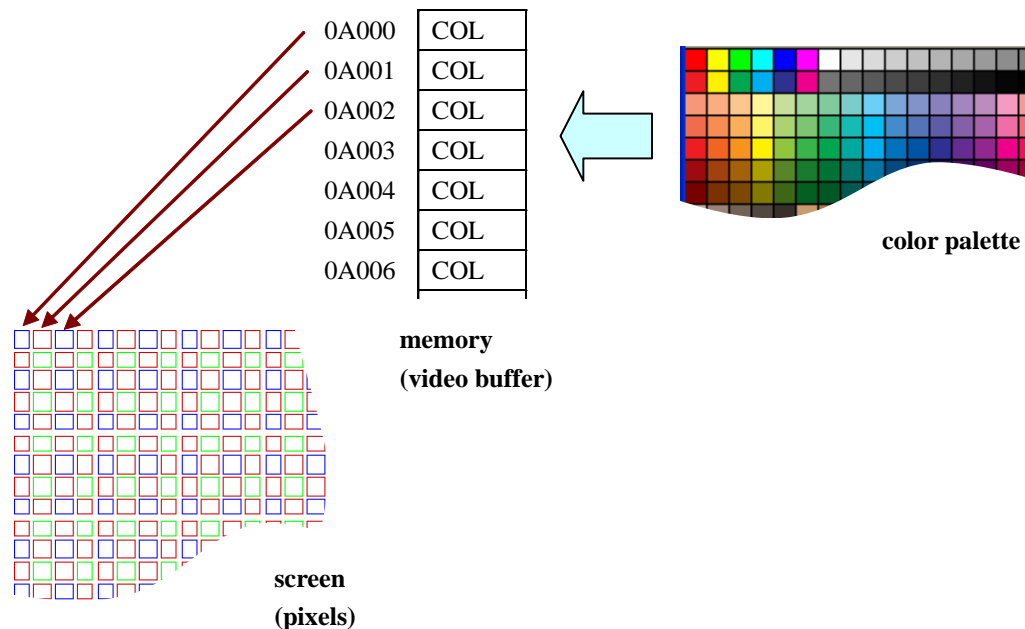 0A000 COL
0A001 COL
0A002 COL
0A003 COL
0A004 COL
0A005 COL
0A006 COL
color palette
memory
(video buffer)
screen
(pixels)